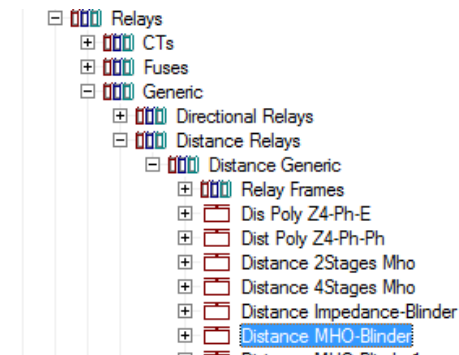 Relays
CTs
Fuses
Generic
Directional Relays
Distance Relays
Distance Generic
Relay Frames
Dis Poly Z4-Ph-E
Dist Poly Z4-Ph-Ph
Distance 2Stages Mho
Distance 4Stages Mho
Distance Impedance-Blinder
Distance MHO-Blinder